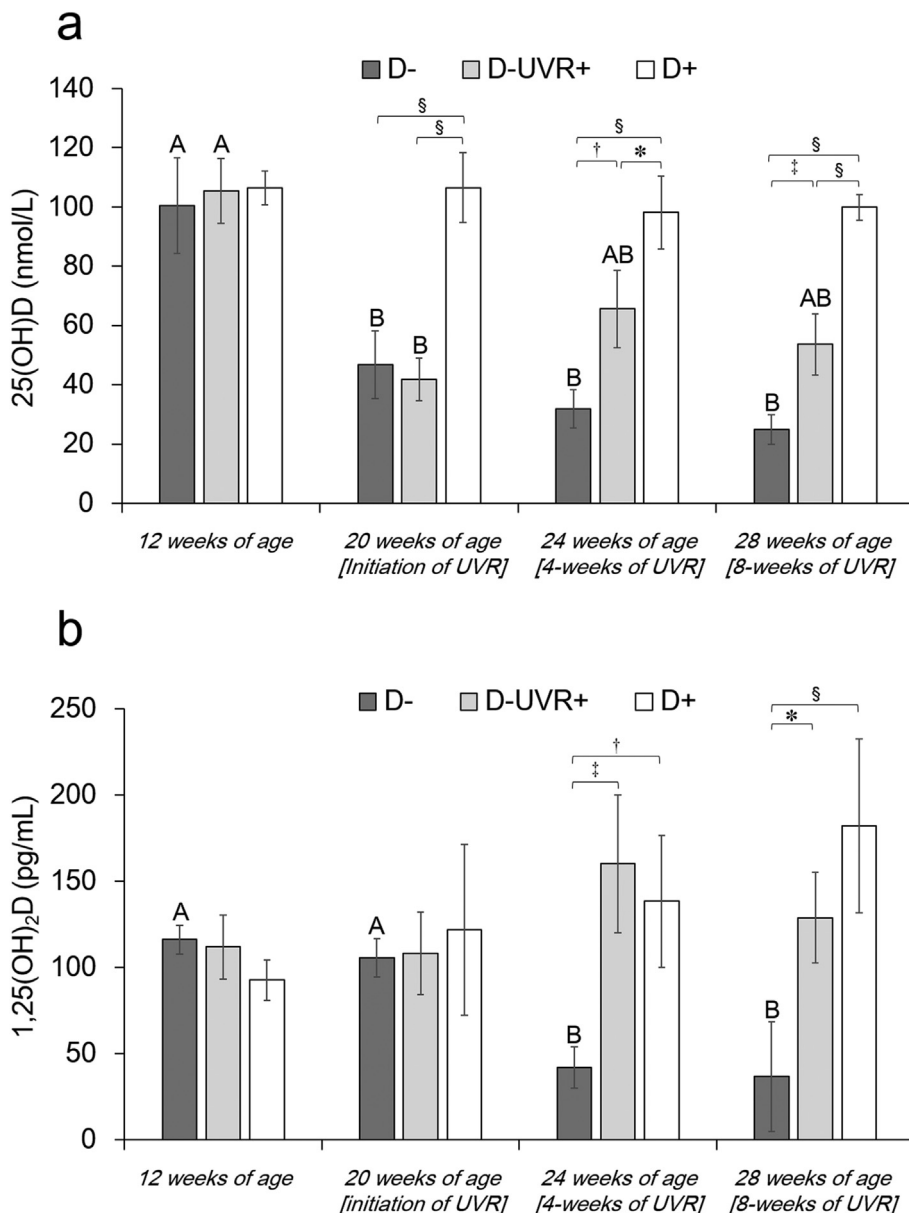 a
D- D-UVR+ D+
140
120
100
80
60
40
20
0
25(OH)D (nmol/L)
A A
§
§
B B
§
† *
B AB
§
‡ §
B AB
12 weeks of age
20 weeks of age
[Initiation of UVR]
24 weeks of age
[4-weeks of UVR]
28 weeks of age
[8-weeks of UVR]
b
D- D-UVR+ D+
250
200
150
100
50
0
1,25(OH)₂D (pg/mL)
A
A
†
‡
B
§
*
B
12 weeks of age
20 weeks of age
[initiation of UVR]
24 weeks of age
[4-weeks of UVR]
28 weeks of age
[8-weeks of UVR]